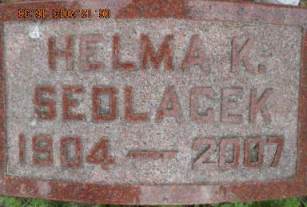 HELMA K.
SEDLACEK
1904 — 2007